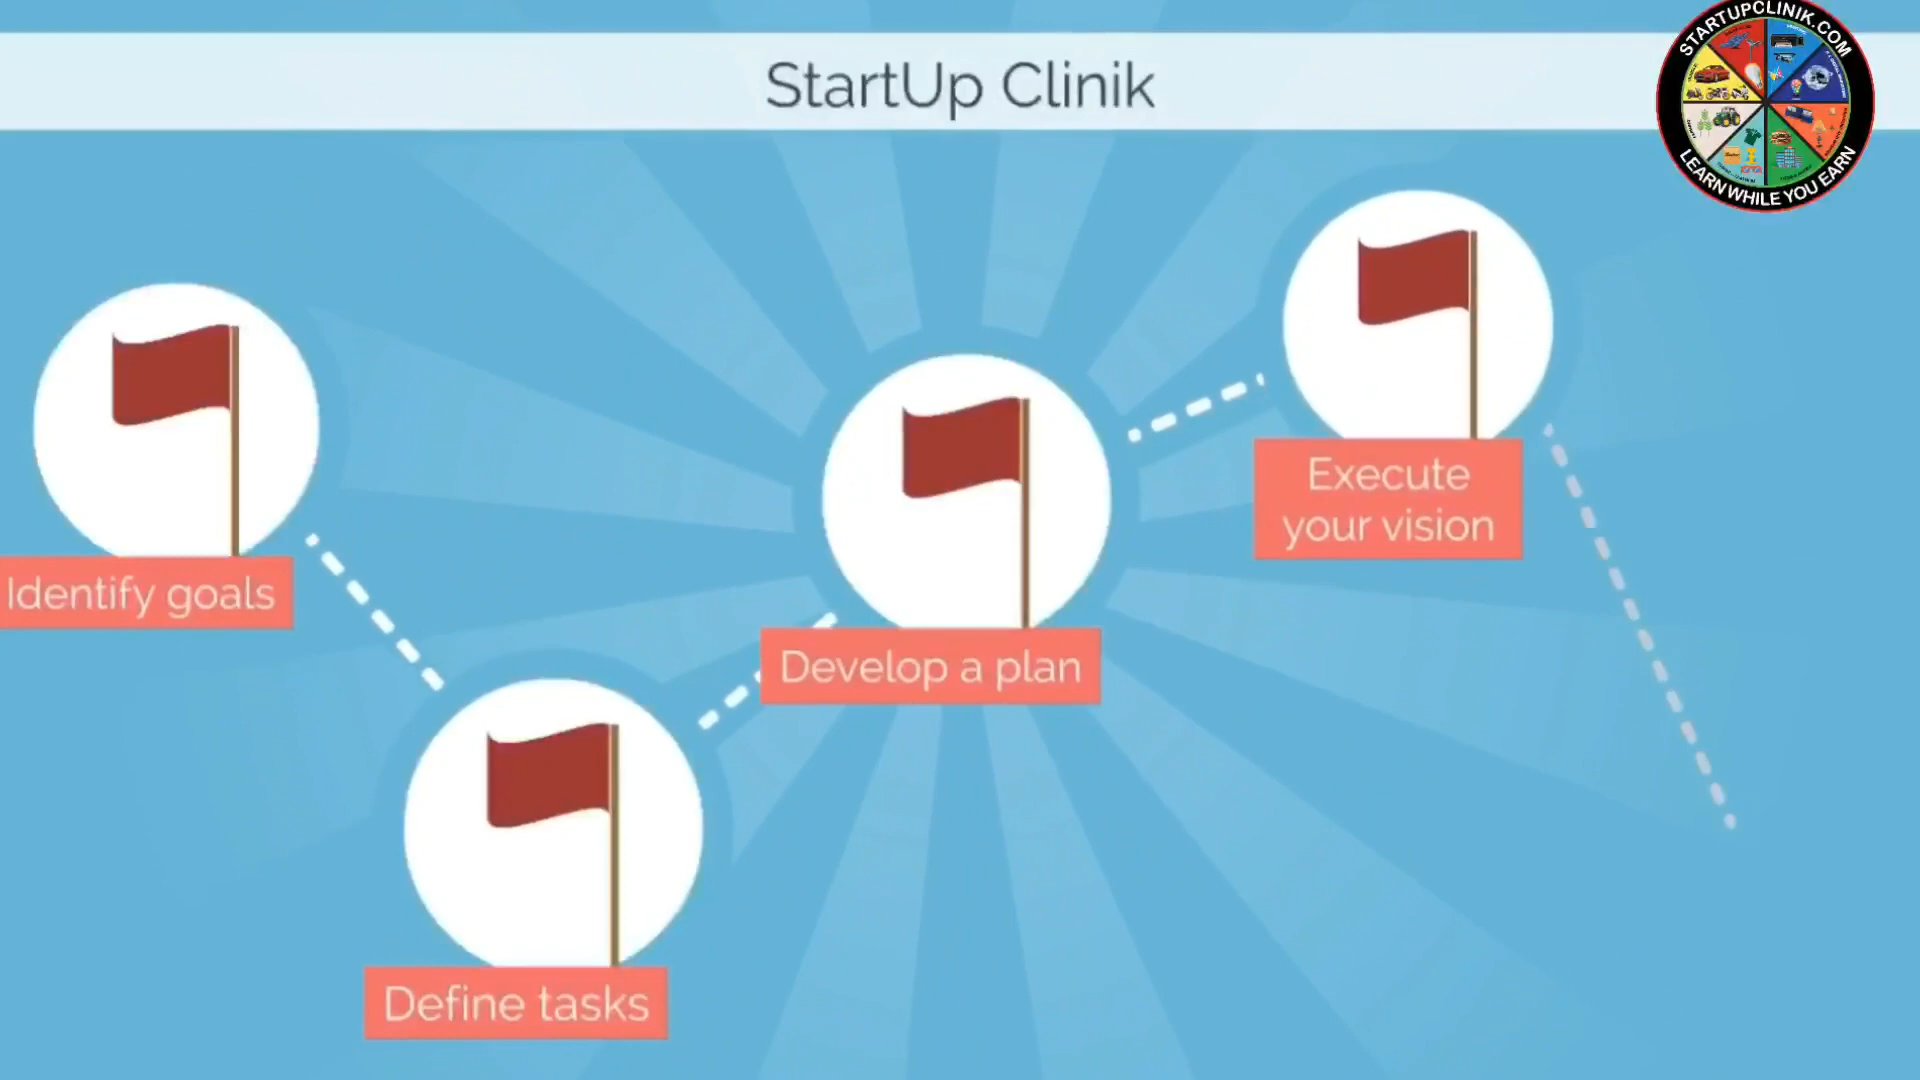 StartUp Clinik
STARTUPCLINIK.COM
LEARN WHILE YOU EARN
Identify goals
Define tasks
Develop a plan
Execute
your vision